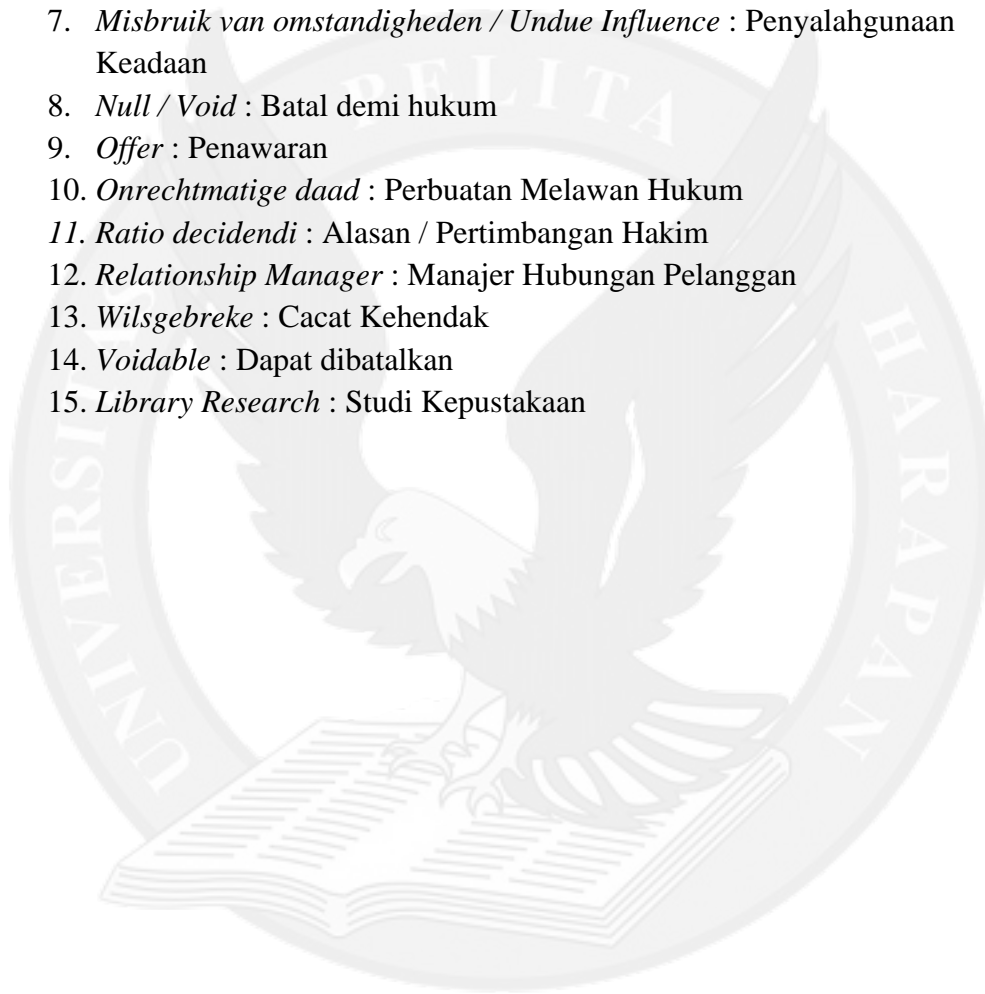 7. Misbruik van omstandigheden / Undue Influence : Penyalahgunaan
Keadaan
8. Null / Void : Batal demi hukum
9. Offer : Penawaran
10. Onrechtmatige daad : Perbuatan Melawan Hukum
11. Ratio decidendi : Alasan / Pertimbangan Hakim
12. Relationship Manager : Manajer Hubungan Pelanggan
13. Wilsgebreke : Cacat Kehendak
14. Voidable : Dapat dibatalkan
15. Library Research : Studi Kepustakaan
UNIVERSITAS PELITA HARAPAN